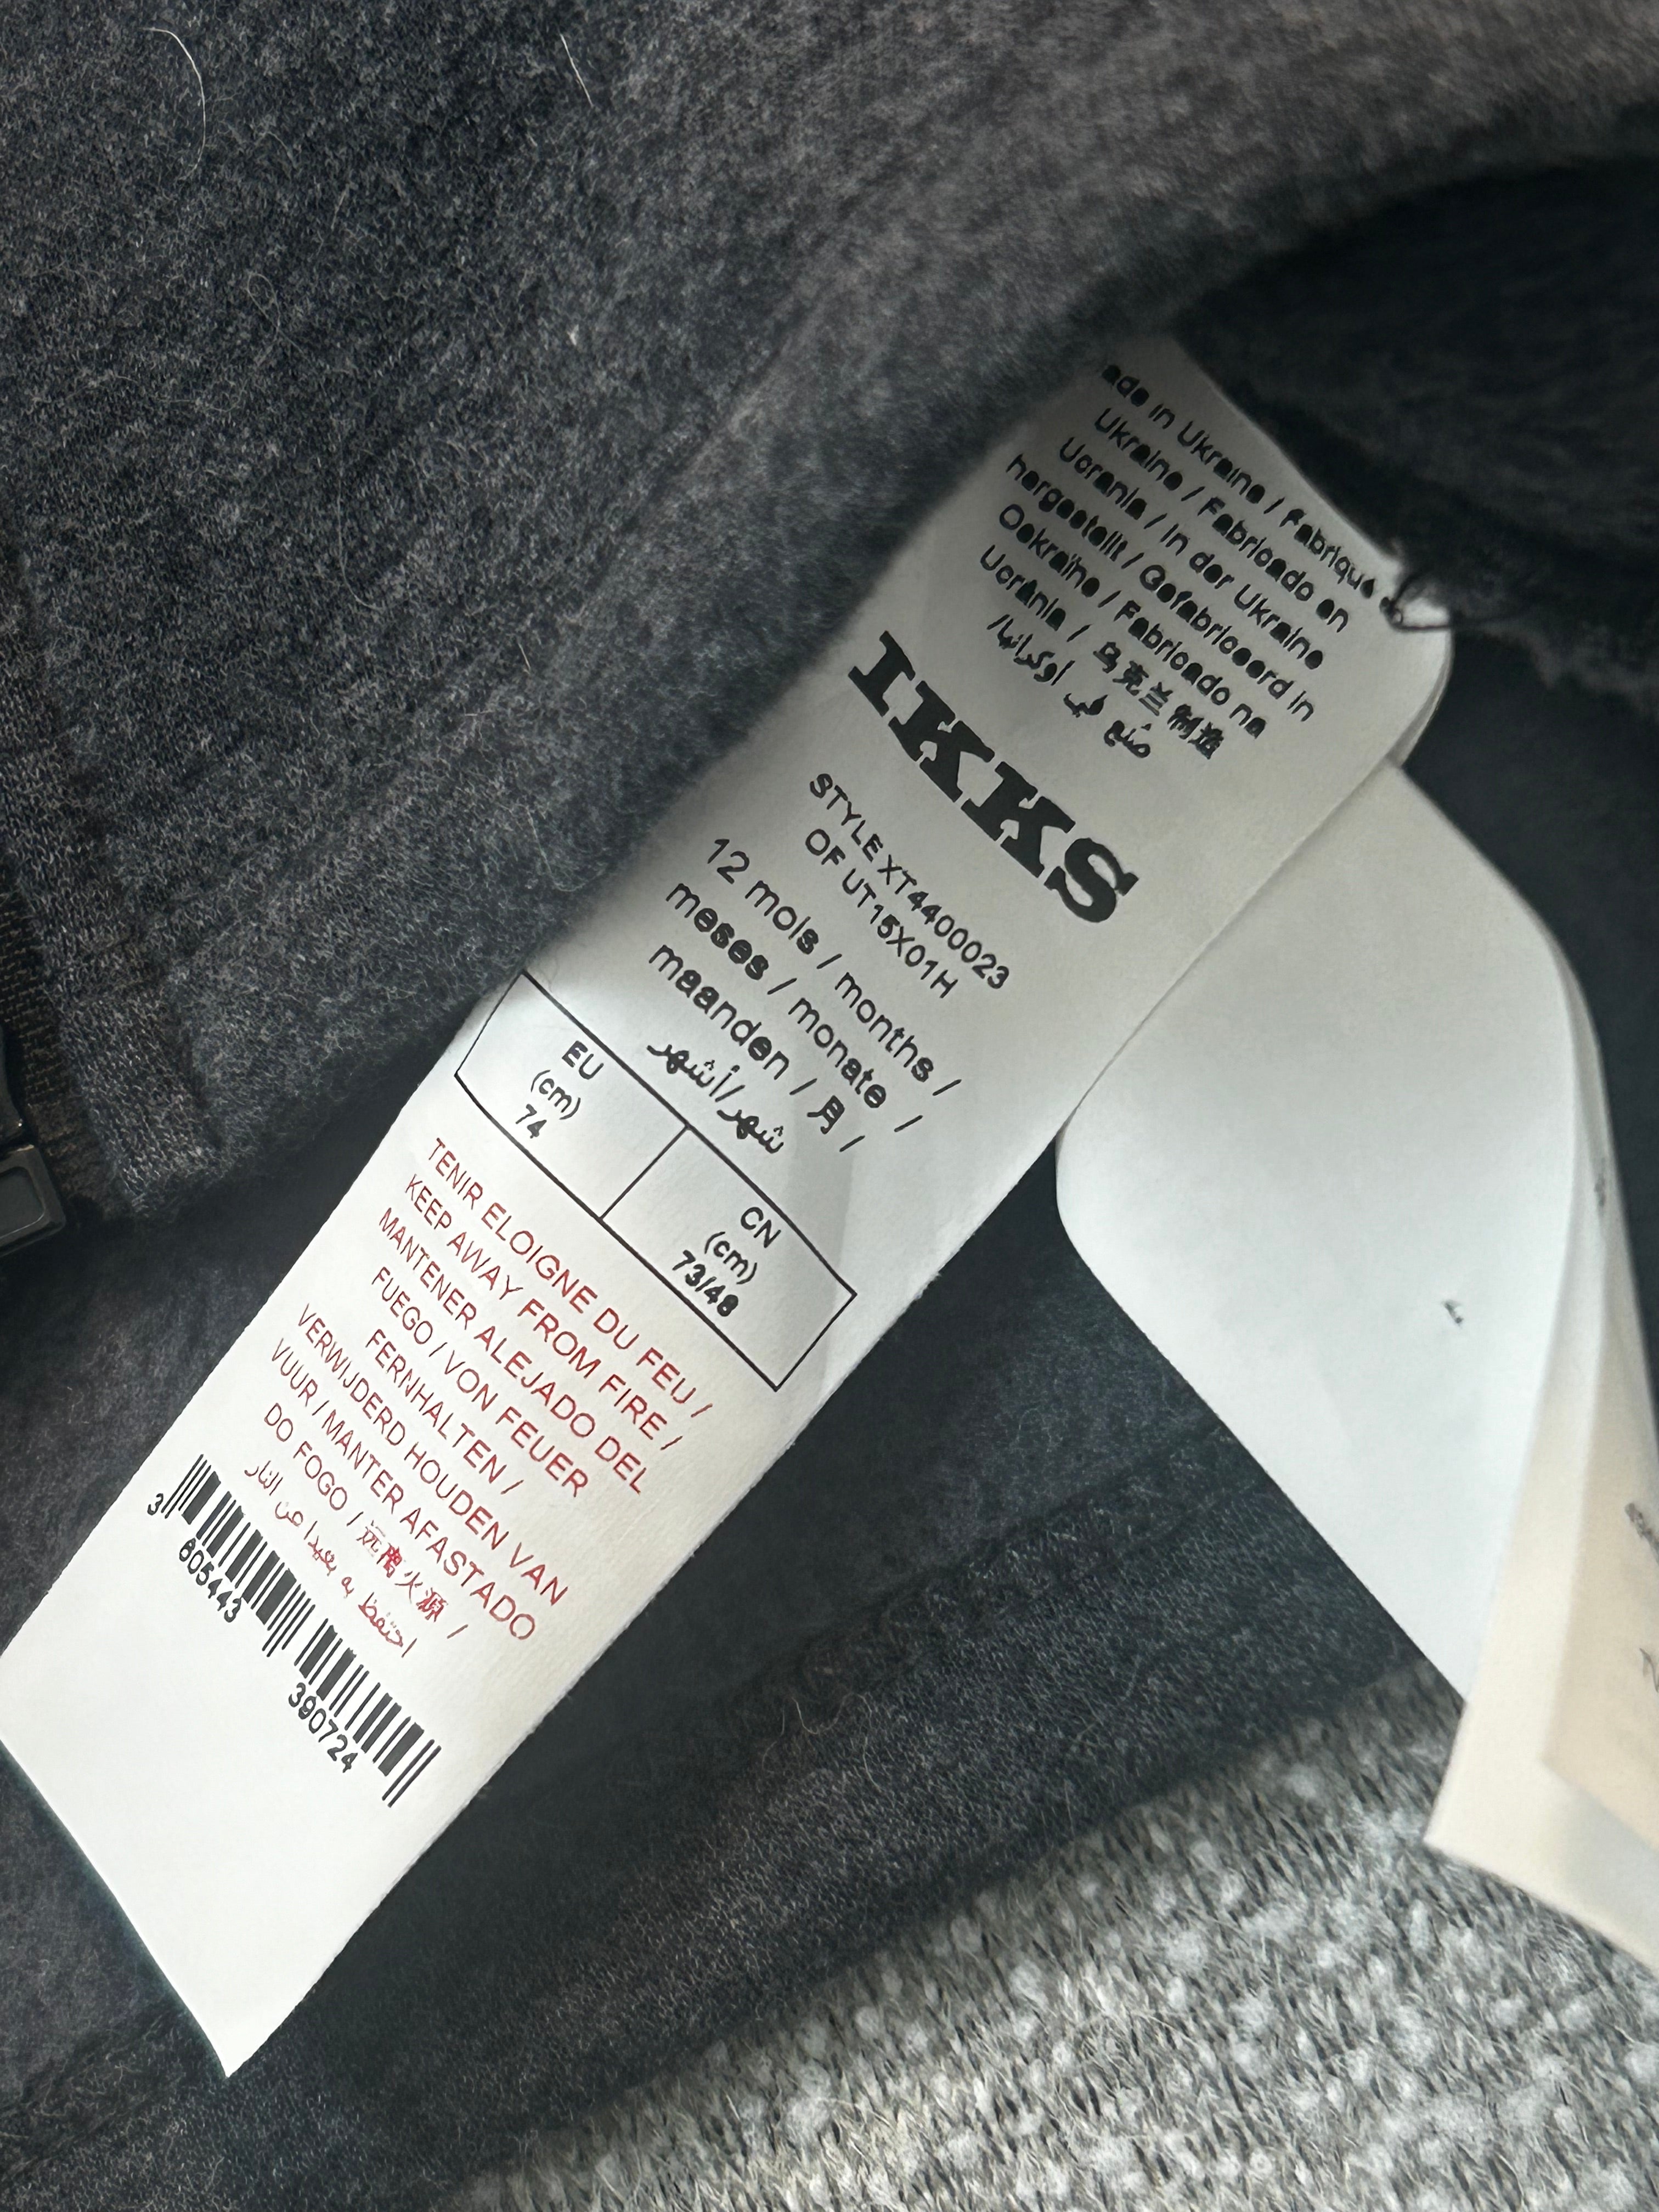 ade in Ukraine / Fabriqué e
Ukraine / Fabricado en
Ucrania / In der Ukraine
hergestellt / Gefabriceerd in
Oekraïne / Fabricado na
Ucrânia / 乌克兰制造
صُنع في أوكرانيا/
IKKS
STYLE XT4400023
OF UT15X01H
12 mois / months /
meses / monate /
maanden / 月 /
شهر/أشهر
EU
(cm)
74
CN
(cm)
73/48
TENIR ELOIGNE DU FEU /
KEEP AWAY FROM FIRE /
MANTENER ALEJADO DEL
FUEGO / VON FEUER
FERNHALTEN /
VERWIJDERD HOUDEN VAN
VUUR / MANTER AFASTADO
DO FOGO / 远离火源 /
احتفظ به بعيدا عن النار
3 605443 390724